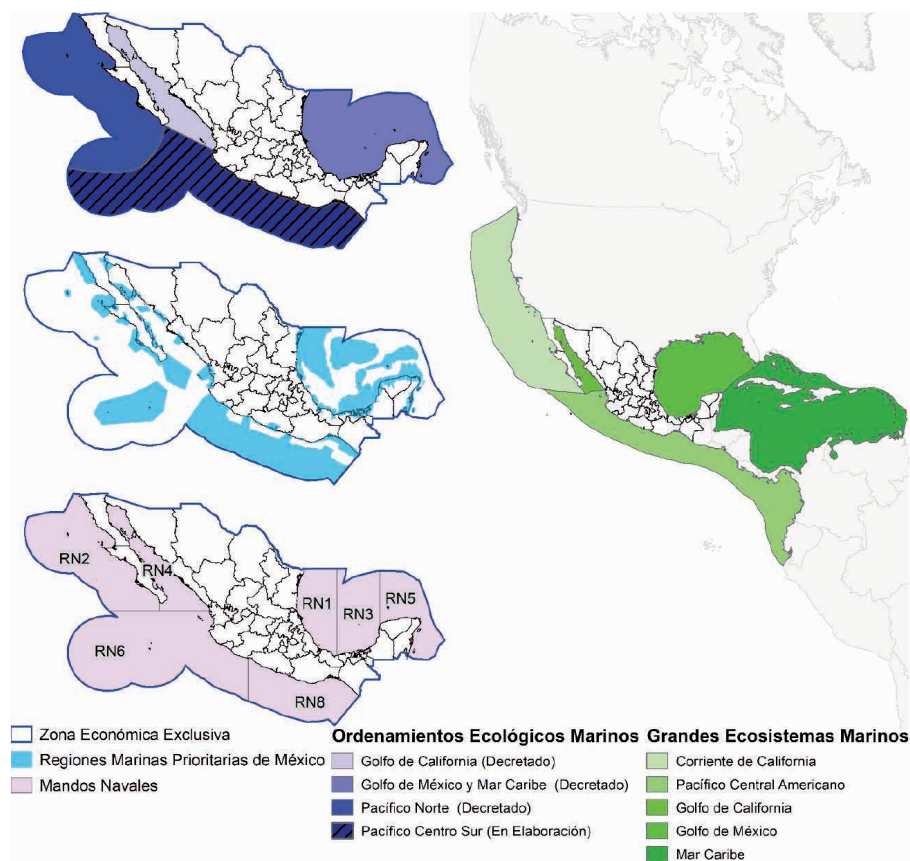 RN2
RN4
RN1
RN3
RN5
RN6
RN8
Zona Económica Exclusiva
Regiones Marinas Prioritarias de México
Mandos Navales
Ordenamientos Ecológicos Marinos
Golfo de California (Decretado)
Golfo de México y Mar Caribe (Decretado)
Pacífico Norte (Decretado)
Pacífico Centro Sur (En Elaboración)
Grandes Ecosistemas Marinos
Corriente de California
Pacífico Central Americano
Golfo de California
Golfo de México
Mar Caribe